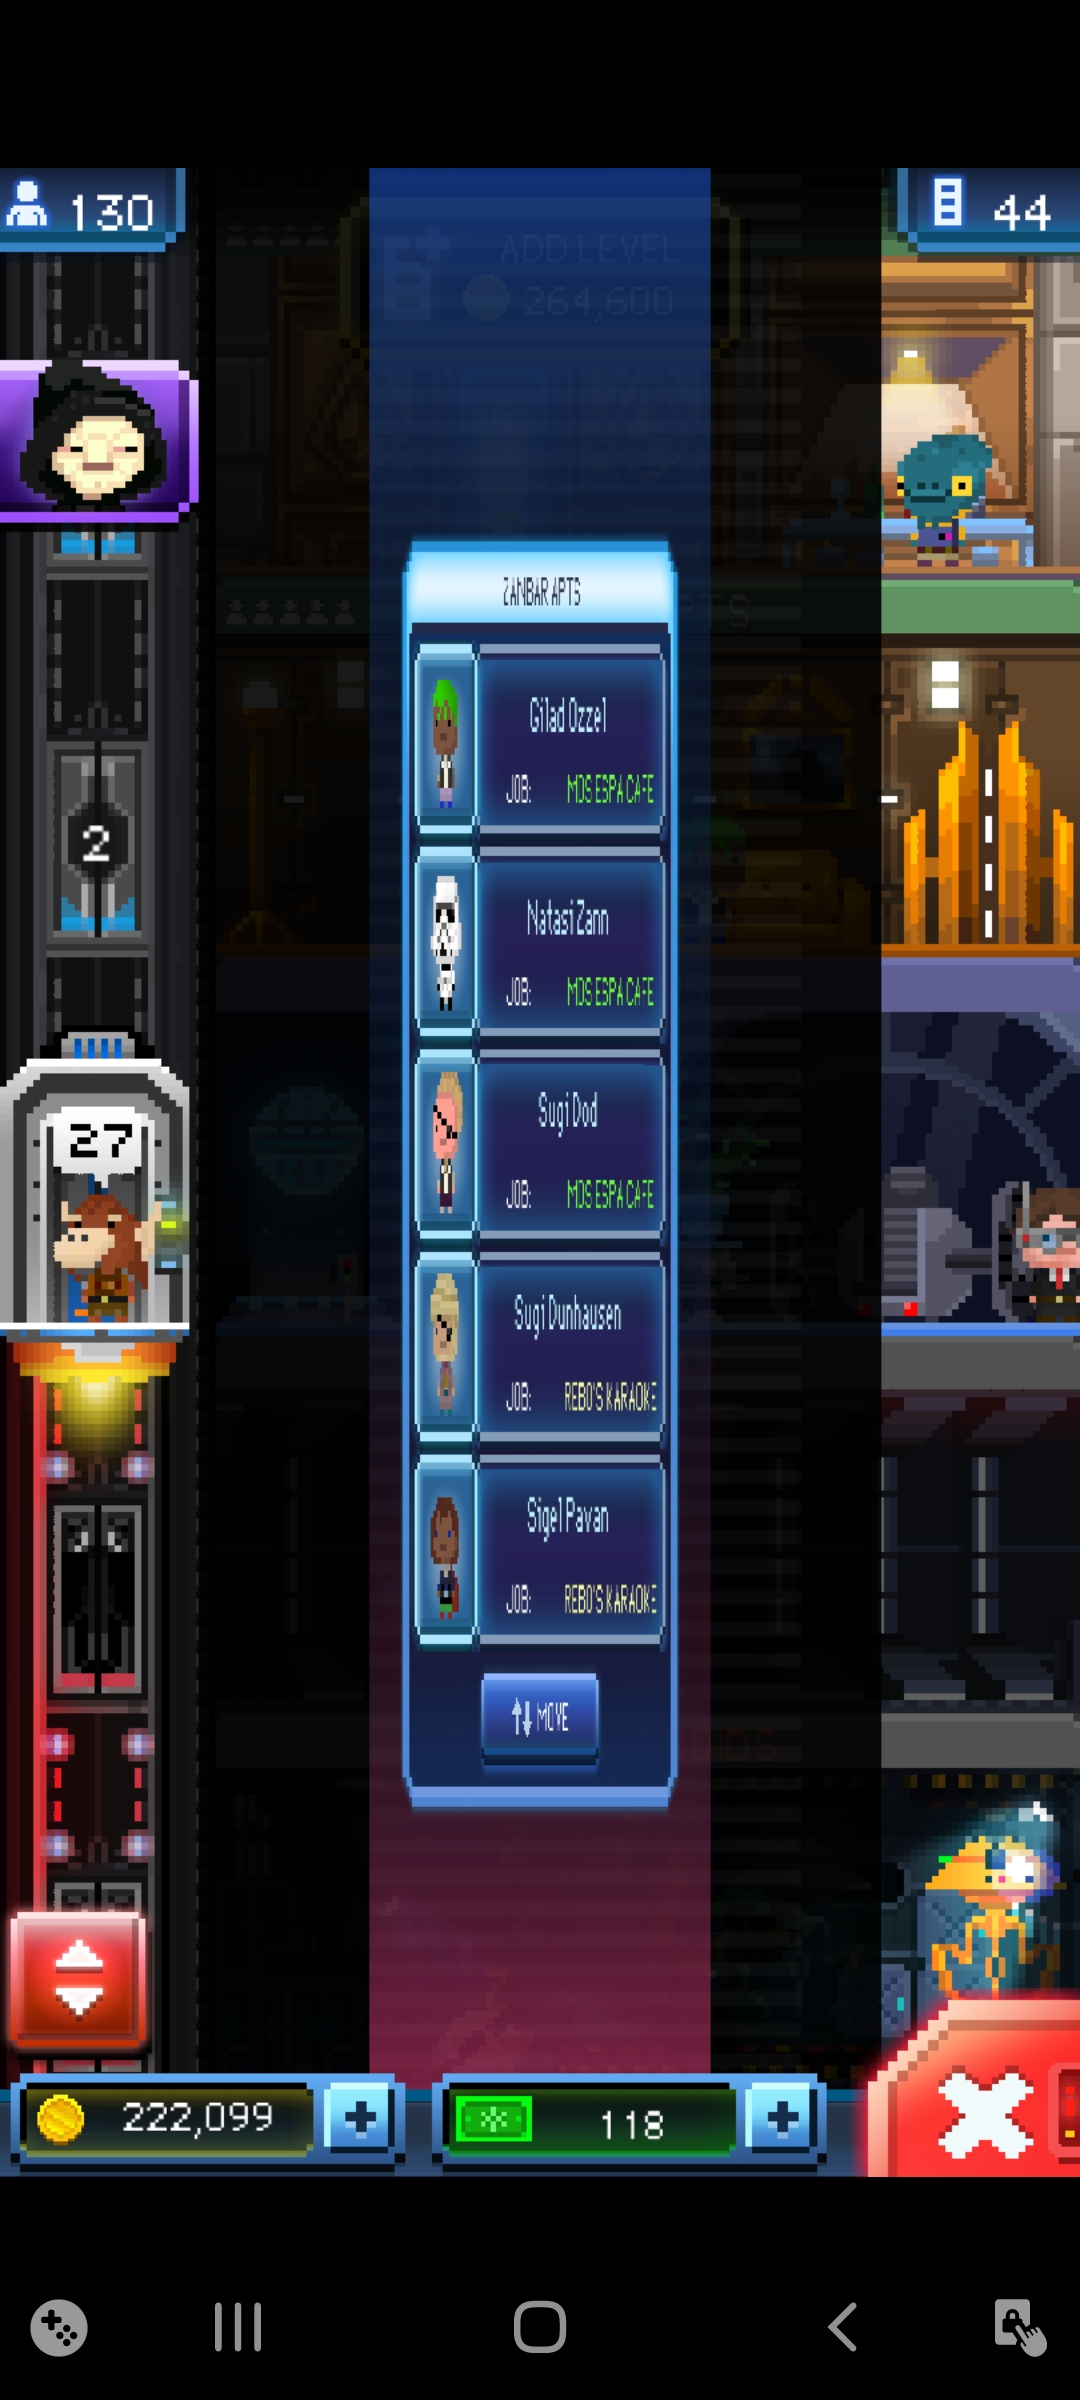 130
44
ADD LEVEL
264,600
ZANBAR APTS
Gilad Ozzel
JOB: MOS ESPA CAFE
2
Natasi Zann
JOB: MOS ESPA CAFE
27
Sugi Dod
JOB: MOS ESPA CAFE
Sugi Dunhausen
JOB: REBO'S KARAOKE
Sigel Pavan
JOB: REBO'S KARAOKE
MOVE
222,099
118